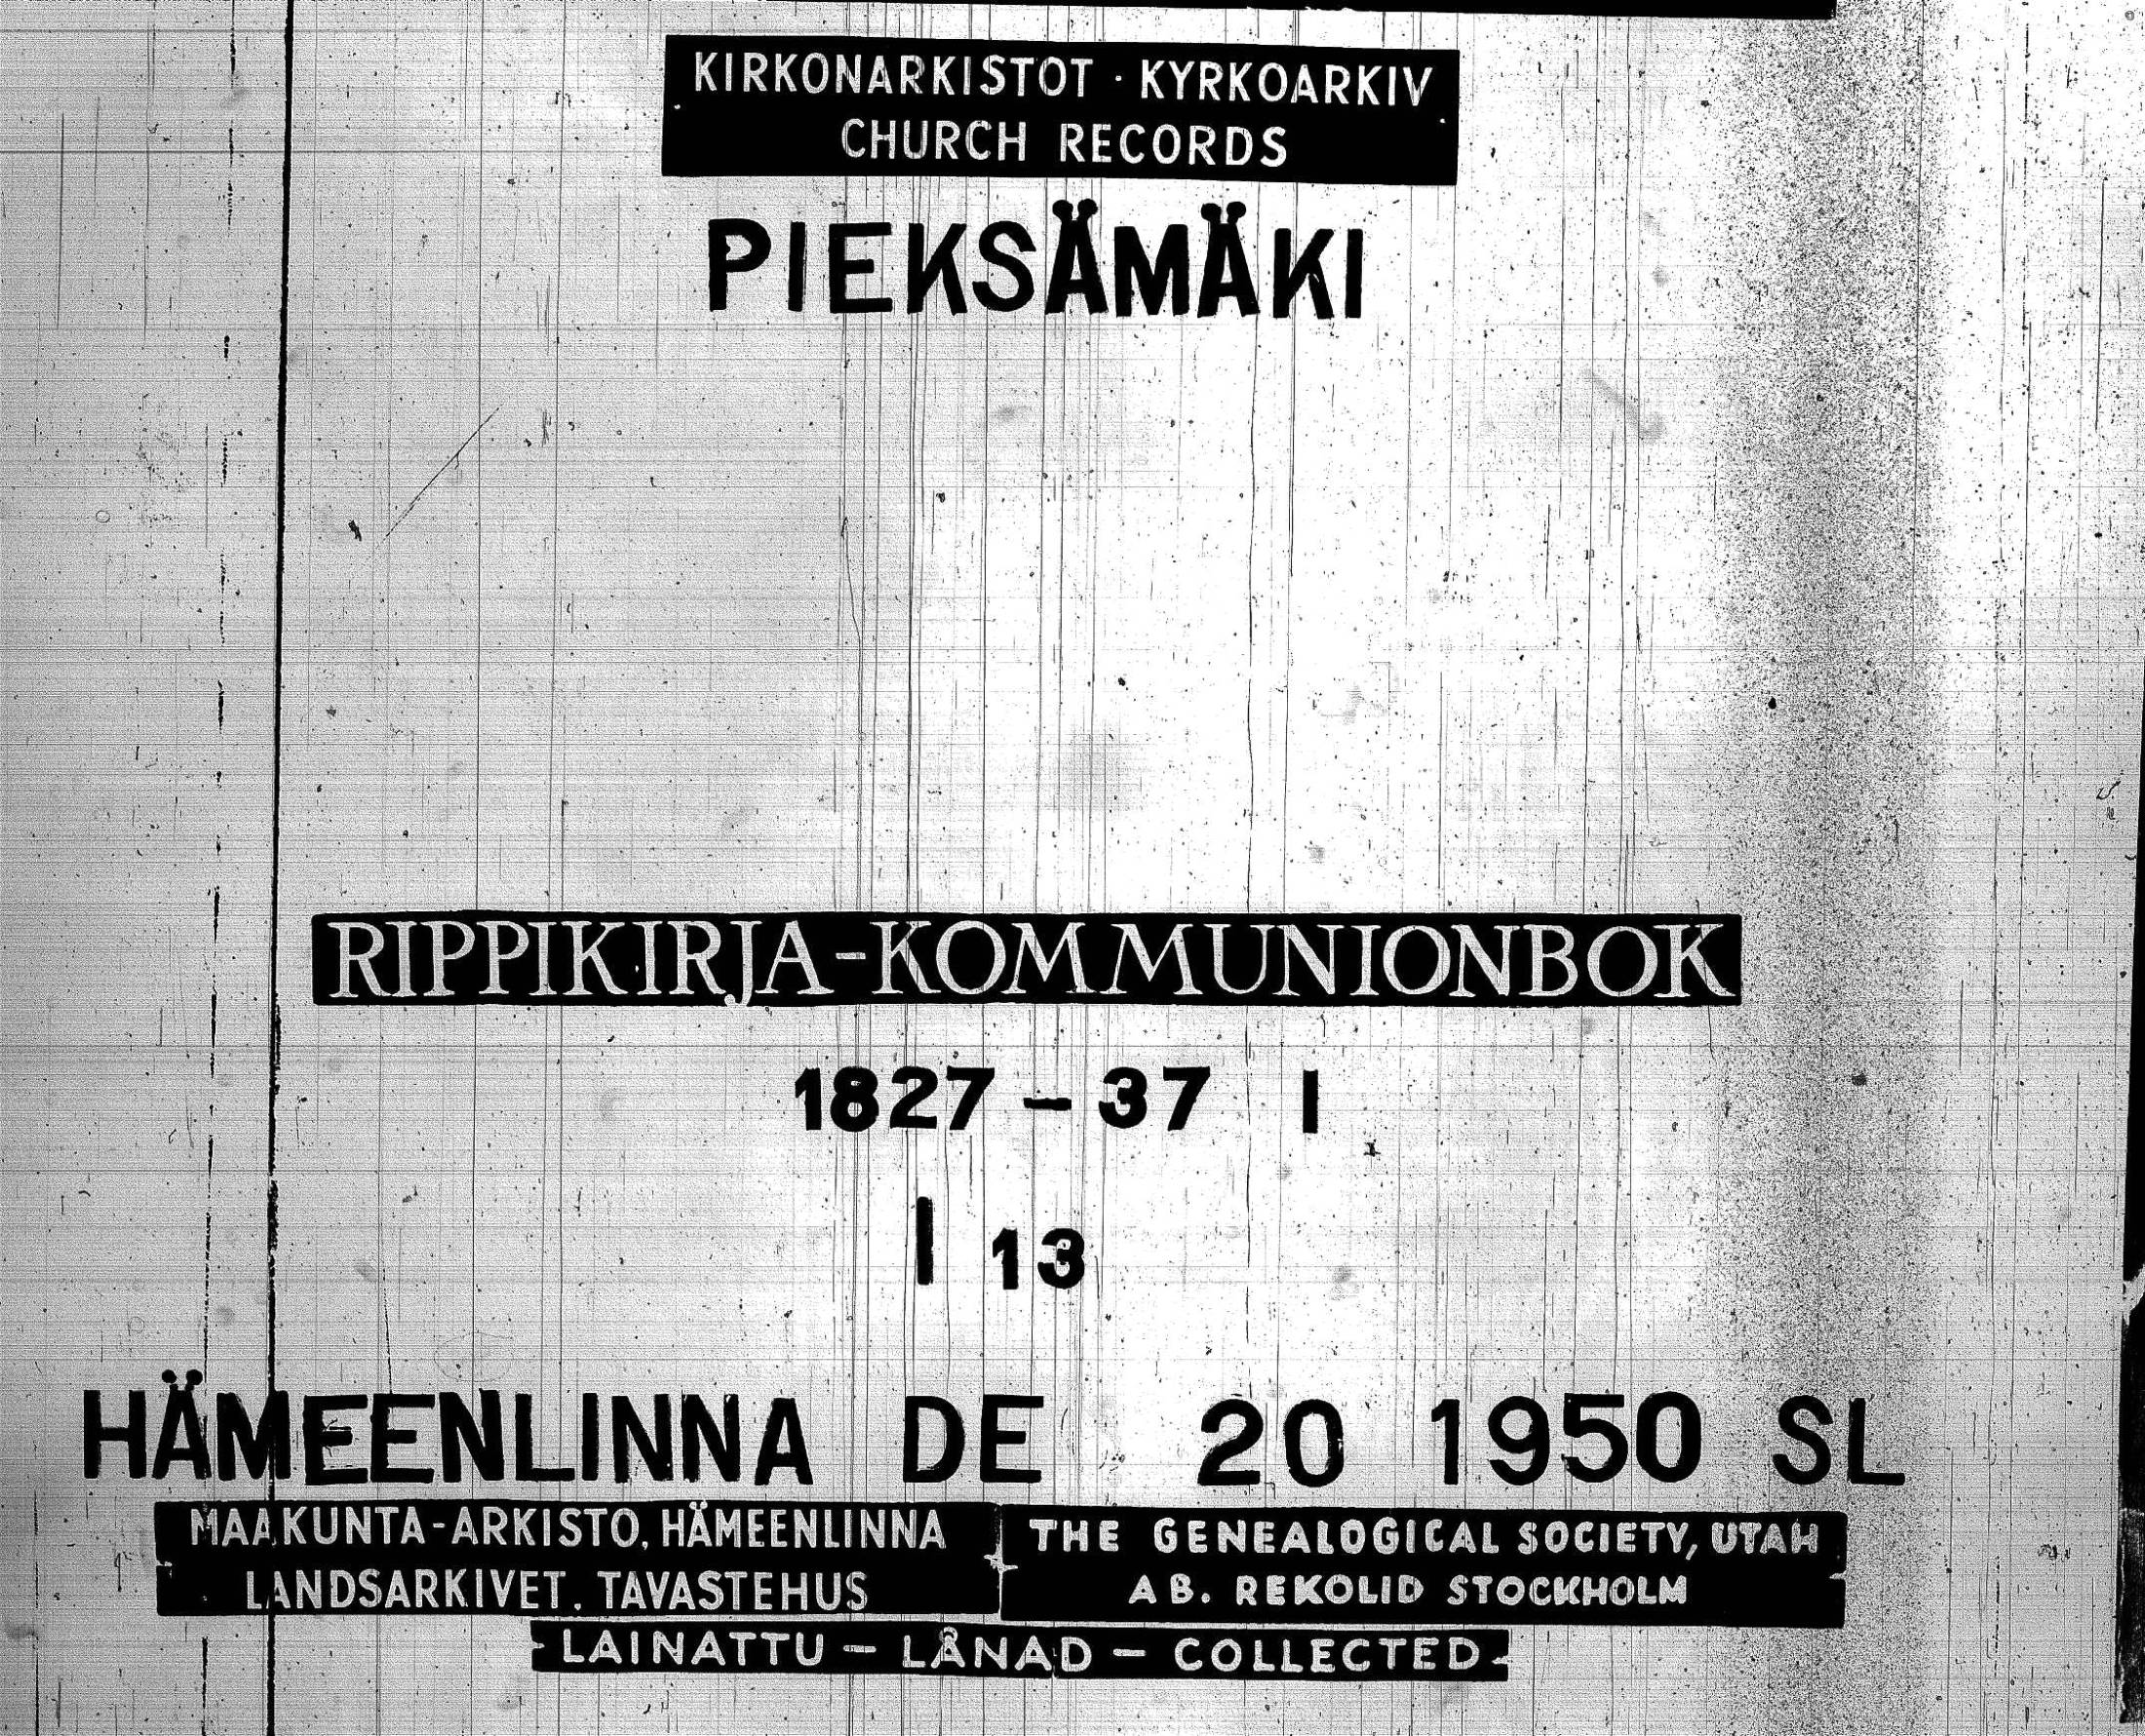 KIRKONARKISTOT · KYRKOARKIV
CHURCH RECORDS
PIEKSÄMÄKI
RIPPIKIRJA-KOMMUNIONBOK
1827-37 I
I 13
HÄMEENLINNA DE 20 1950 SL
MAAKUNTA-ARKISTO, HÄMEENLINNA
LANDSARKIVET, TAVASTEHUS
THE GENEALOGICAL SOCIETY, UTAH
AB. REKOLID STOCKHOLM
LAINATTU - LÅNAD - COLLECTED